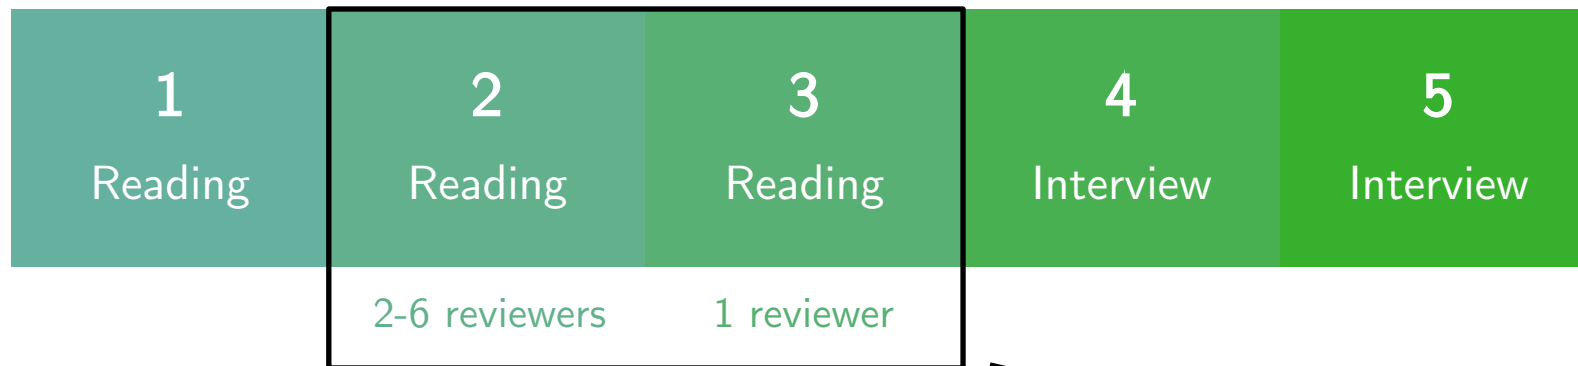 1 2 3 4 5
Reading Reading Reading Interview Interview
2-6 reviewers 1 reviewer